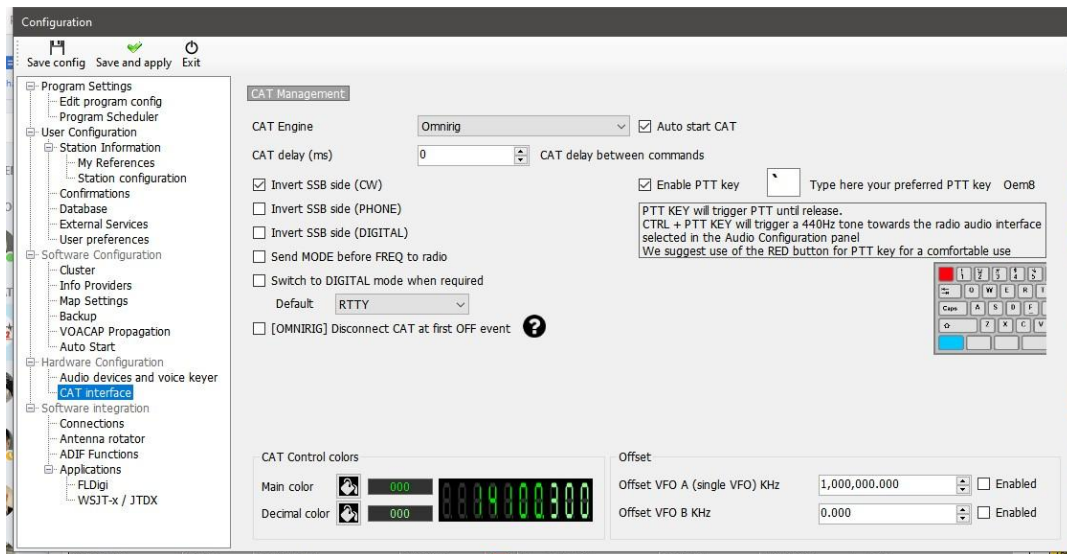 Configuration
Save config Save and apply Exit
Program Settings
Edit program config
Program Scheduler
User Configuration
Station Information
My References
Station configuration
Confirmations
Database
External Services
User preferences
Software Configuration
Cluster
Info Providers
Map Settings
Backup
VOACAP Propagation
Auto Start
Hardware Configuration
Audio devices and voice keyer
CAT interface
Software integration
Connections
Antenna rotator
ADIF Functions
Applications
FLDigi
WSJT-x / JTDX
CAT Management
CAT Engine Omnirig Auto start CAT
CAT delay (ms) 0 CAT delay between commands
Invert SSB side (CW)
Invert SSB side (PHONE)
Invert SSB side (DIGITAL)
Send MODE before FREQ to radio
Switch to DIGITAL mode when required
Default RTTY
[OMNIRIG] Disconnect CAT at first OFF event ?
Enable PTT key ` Type here your preferred PTT key Oem8
PTT KEY will trigger PTT until release.
CTRL + PTT KEY will trigger a 440Hz tone towards the radio audio interface
selected in the Audio Configuration panel
We suggest use of the RED button for PTT key for a comfortable use
Q W E R T
Caps A S D F
Z X C V
CAT Control colors
Main color 000
Decimal color 000
14100.300
Offset
Offset VFO A (single VFO) KHz 1,000,000.000 Enabled
Offset VFO B KHz 0.000 Enabled